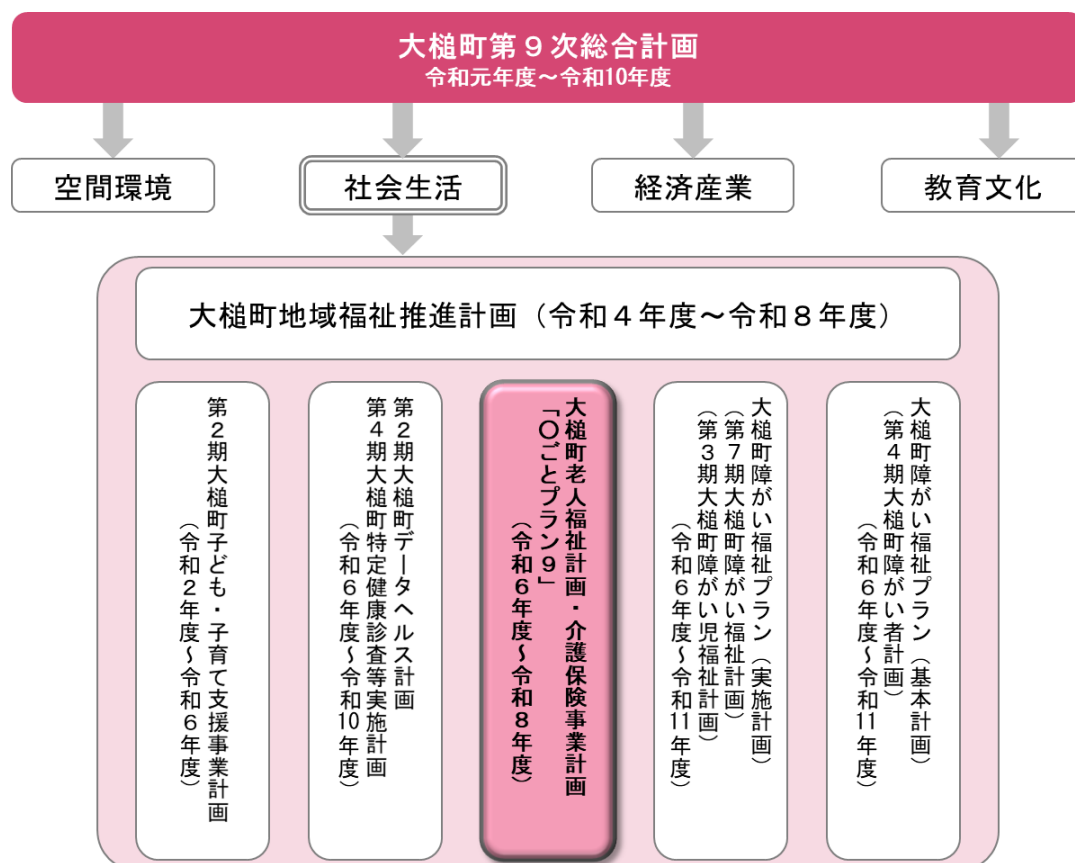 大槌町第９次総合計画
令和元年度～令和10年度
空間環境
社会生活
経済産業
教育文化
大槌町地域福祉推進計画（令和４年度～令和８年度）
大槌町障がい福祉プラン（基本計画）
（第４期大槌町障がい者計画）
（令和６年度～令和11年度）
大槌町障がい福祉プラン（実施計画）
（第７期大槌町障がい福祉計画）
（第３期大槌町障がい児福祉計画）
（令和６年度～令和11年度）
大槌町老人福祉計画・介護保険事業計画
「〇ごとプラン９」
（令和６年度～令和８年度）
第２期大槌町データヘルス計画
第４期大槌町特定健康診査等実施計画
（令和６年度～令和10年度）
第２期大槌町子ども・子育て支援事業計画
（令和２年度～令和６年度）